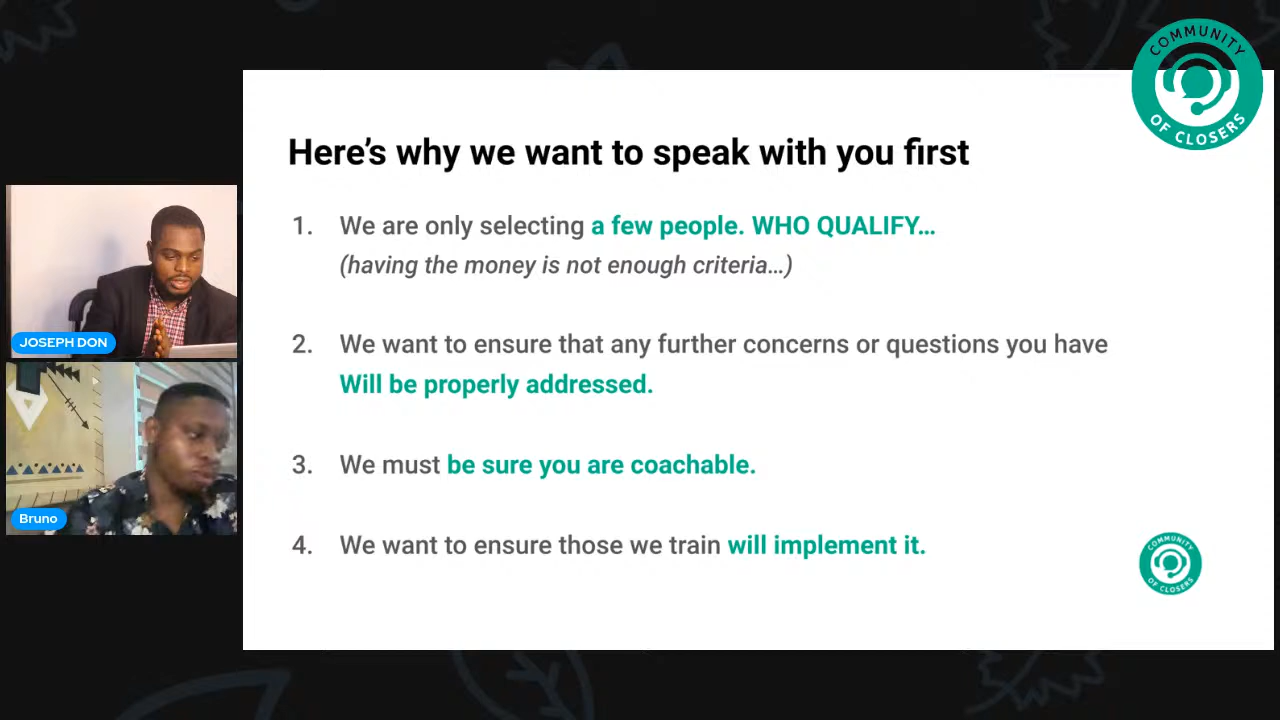 COMMUNITY
OF CLOSERS
Here's why we want to speak with you first
1. We are only selecting a few people. WHO QUALIFY...
(having the money is not enough criteria...)
2. We want to ensure that any further concerns or questions you have
Will be properly addressed.
3. We must be sure you are coachable.
4. We want to ensure those we train will implement it.
JOSEPH DON
Bruno
COMMUNITY
OF CLOSERS